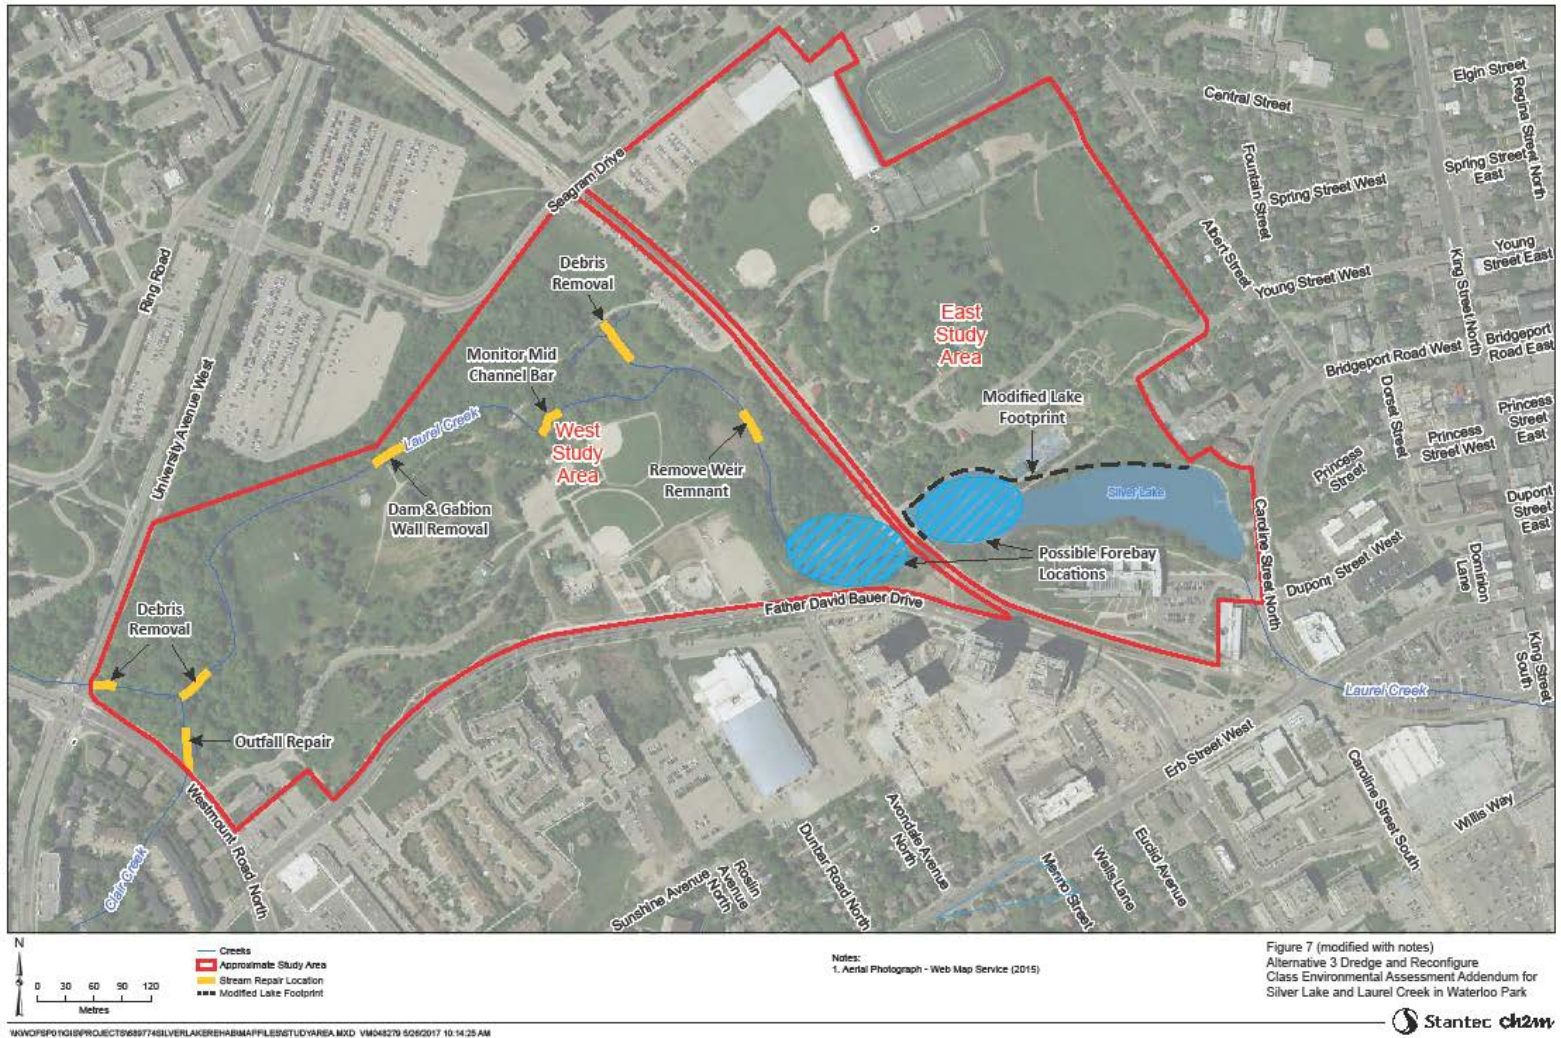 Elgin Street
Regina Street North
Central Street
Seagram Drive
Fountain Street
Spring Street West
Spring Street
East
Albert Street
Young Street West
Young
Street East
King Street North
Ring Road
University Avenue West
Debris
Removal
East
Study
Area
Monitor Mid
Channel Bar
Modified Lake
Footprint
Bridgeport Road West
Bridgeport
Road East
Dorset Street
Princess
Street
East
Princess
Street West
Princess
Street
Laurel Creek
West
Study
Area
Remove Weir
Remnant
Silver Lake
Dam & Gabion
Wall Removal
Dupont
Street
East
Caroline Street North
Dupont Street West
Dominion
Lane
Possible Forebay
Locations
Father David Bauer Drive
Debris
Removal
King Street
South
Laurel Creek
Outfall Repair
Erb Street West
Westmount Road North
Caroline Street South
Willis Way
Clair Creek
Avondale Avenue
North
Dunbar Road North
Roslin
Avenue
North
Sunshine Avenue
North
Menno Street
Wells Lane
Euclid Avenue
N
0 30 60 90 120
Metres
Creeks
Approximate Study Area
Stream Repair Location
Modified Lake Footprint
Notes:
1. Aerial Photograph - Web Map Service (2015)
Figure 7 (modified with notes)
Alternative 3 Dredge and Reconfigure
Class Environmental Assessment Addendum for
Silver Lake and Laurel Creek in Waterloo Park
Stantec ch2m
5/26/2017 10:14:25 AM